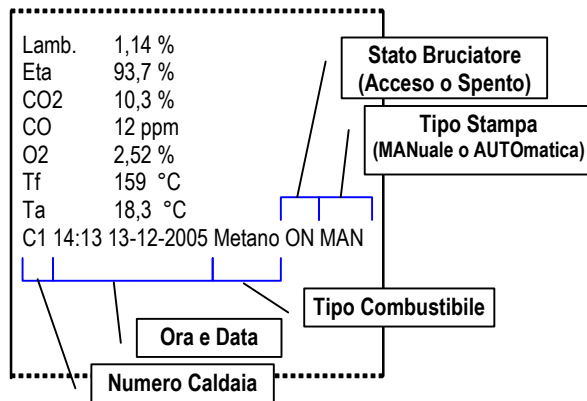 Lamb. 1,14 %
Eta 93,7 %
CO2 10,3 %
CO 12 ppm
O2 2,52 %
Tf 159 °C
Ta 18,3 °C
C1 14:13 13-12-2005 Metano ON MAN
Stato Bruciatore
(Acceso o Spento)
Tipo Stampa
(MANuale o AUTOmatica)
Tipo Combustibile
Ora e Data
Numero Caldaia